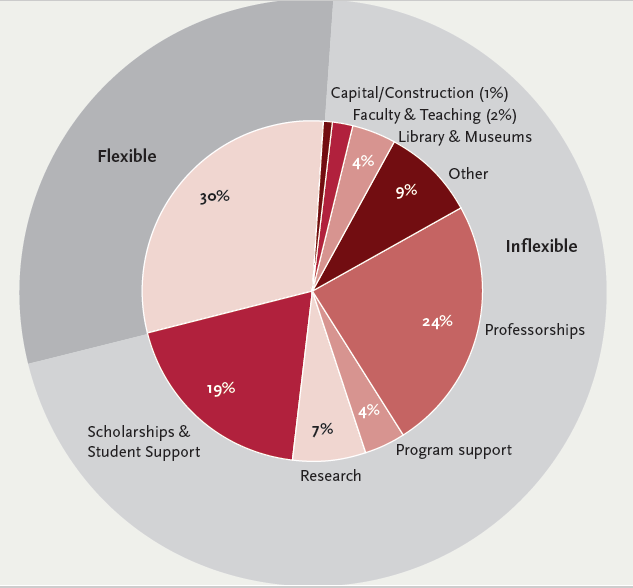 Capital/Construction (1%)
Faculty & Teaching (2%)
Library & Museums
4%
Flexible
30%
Other
9%
Inflexible
24%
Professorships
19%
4%
7%
Scholarships &
Student Support
Program support
Research